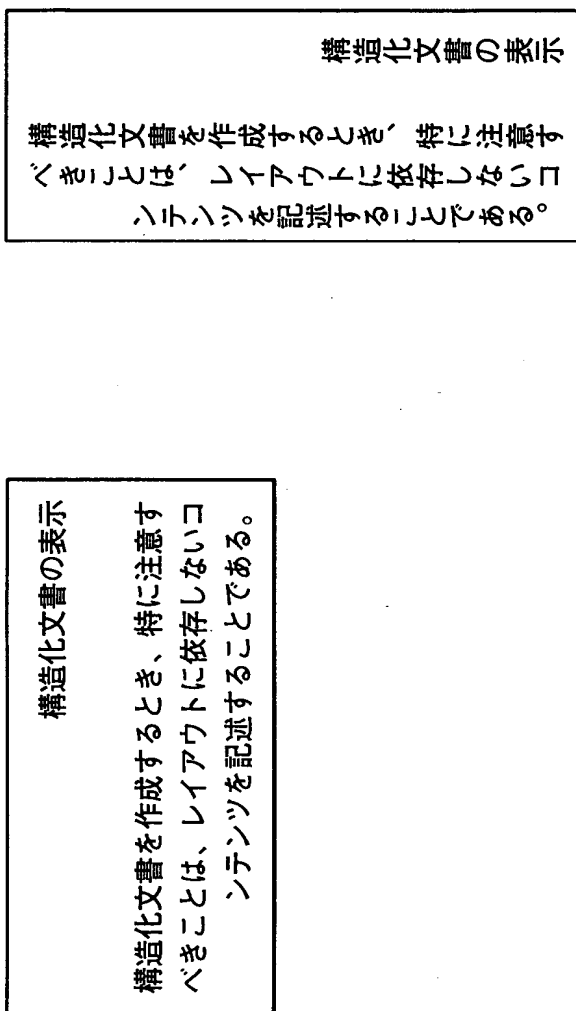 構造化文書の表示
構造化文書を作成するとき、特に注意す
べきことは、レイアウトに依存しないコ
ンテンツを記述することである。
構造化文書の表示
構造化文書を作成するとき、特に注意す
べきことは、レイアウトに依存しないコ
ンテンツを記述することである。